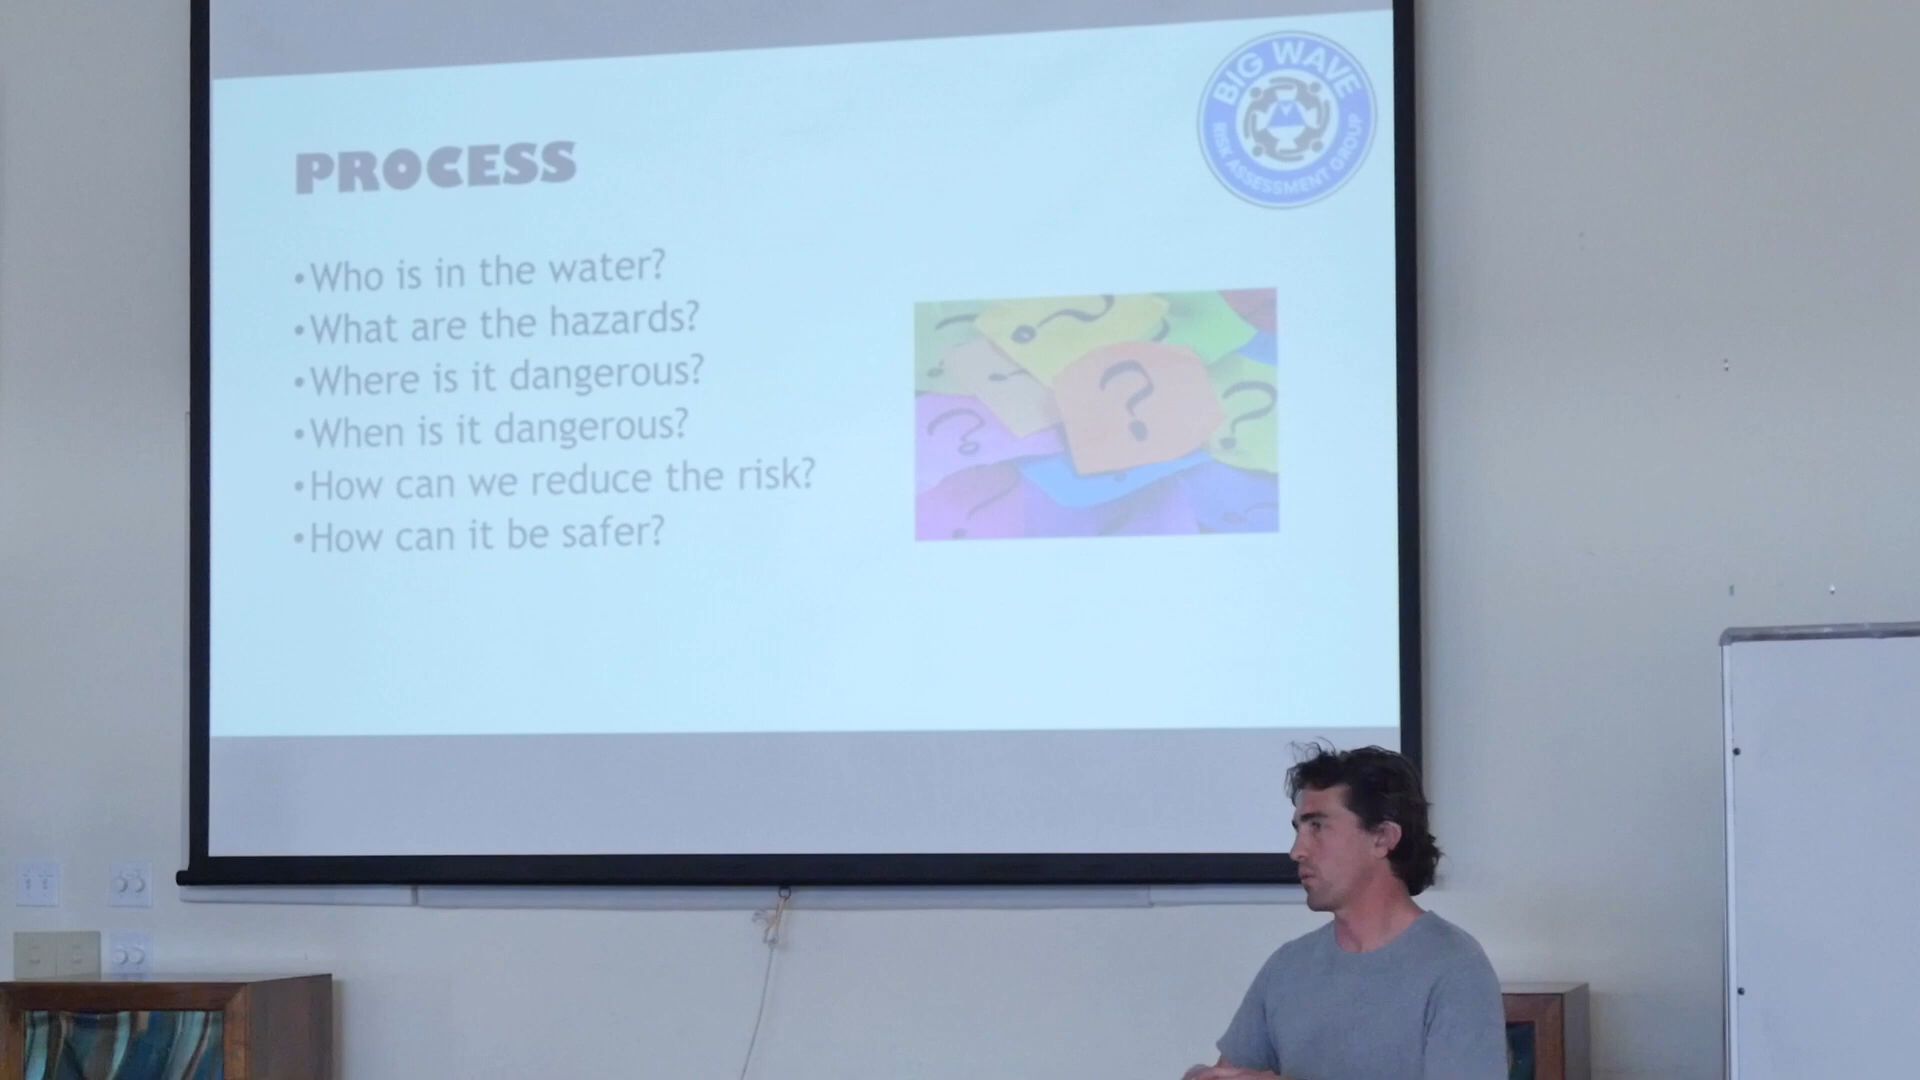 BIG WAVE
RISK ASSESSMENT GROUP
PROCESS
•Who is in the water?
•What are the hazards?
•Where is it dangerous?
•When is it dangerous?
•How can we reduce the risk?
•How can it be safer?
?
?
?
?